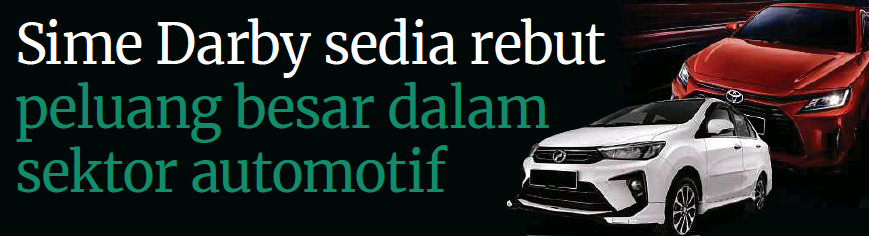 Sime Darby sedia rebut
peluang besar dalam
sektor automotif